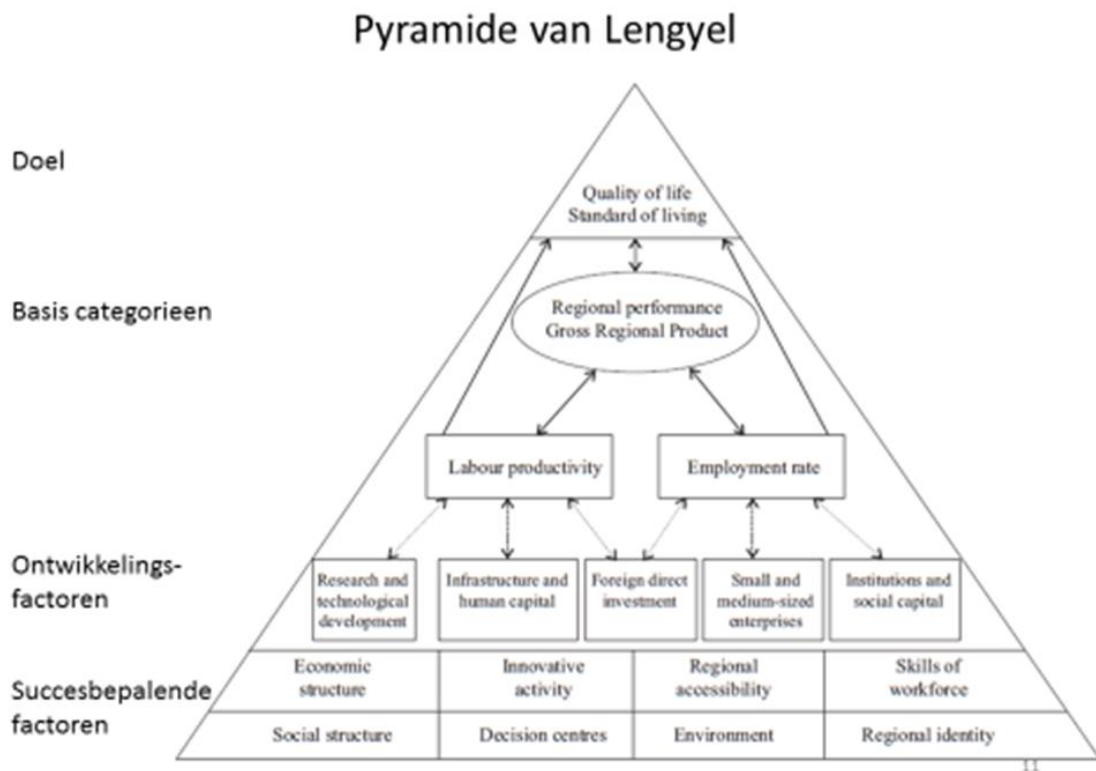 Pyramide van Lengyel
Doel
Quality of life
Standard of living
Basis categorieen
Regional performance
Gross Regional Product
Labour productivity
Employment rate
Ontwikkelings-
factoren
Research and
technological
development
Infrastructure and
human capital
Foreign direct
investment
Small and
medium-sized
enterprises
Institutions and
social capital
Succesbepalende
factoren
Economic
structure
Innovative
activity
Regional
accessibility
Skills of
workforce
Social structure
Decision centres
Environment
Regional identity
11